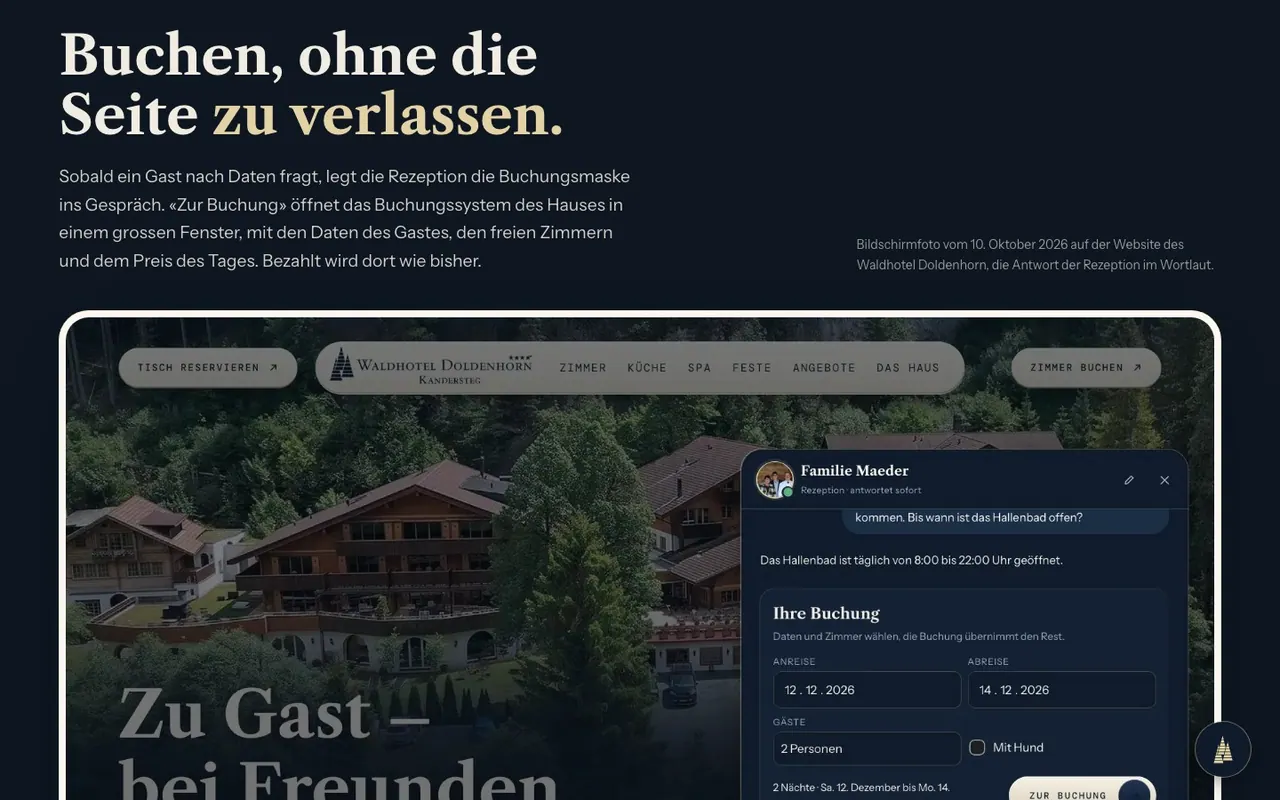 Buchen, ohne die
Seite zu verlassen.
Sobald ein Gast nach Daten fragt, legt die Rezeption die Buchungsmaske
ins Gespräch. «Zur Buchung» öffnet das Buchungssystem des Hauses in
einem grossen Fenster, mit den Daten des Gastes, den freien Zimmern
und dem Preis des Tages. Bezahlt wird dort wie bisher.
Bildschirmfoto vom 10. Oktober 2026 auf der Website des
Waldhotel Doldenhorn, die Antwort der Rezeption im Wortlaut.
TISCH RESERVIEREN ↗
WALDHOTEL DOLDENHORN
KANDERSTEG
ZIMMER KÜCHE SPA FESTE ANGEBOTE DAS HAUS
ZIMMER BUCHEN ↗
Familie Maeder
Rezeption · antwortet sofort
kommen. Bis wann ist das Hallenbad offen?
Das Hallenbad ist täglich von 8:00 bis 22:00 Uhr geöffnet.
Ihre Buchung
Daten und Zimmer wählen, die Buchung übernimmt den Rest.
ANREISE ABREISE
12 . 12 . 2026 14 . 12 . 2026
GÄSTE
2 Personen Mit Hund
2 Nächte · Sa. 12. Dezember bis Mo. 14.
ZUR BUCHUNG
Zu Gast –
bei Freunden